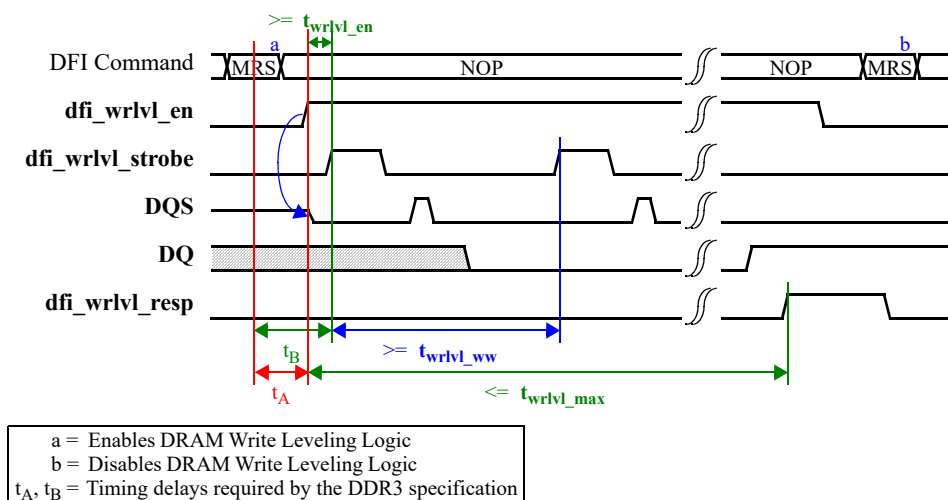 >= t_wrlvl_en
a
b
DFI Command
MRS
NOP
NOP
MRS
dfi_wrlvl_en
dfi_wrlvl_strobe
DQS
DQ
dfi_wrlvl_resp
t_B
>= t_wrlvl_ww
t_A
<= t_wrlvl_max
a = Enables DRAM Write Leveling Logic
b = Disables DRAM Write Leveling Logic
t_A, t_B = Timing delays required by the DDR3 specification